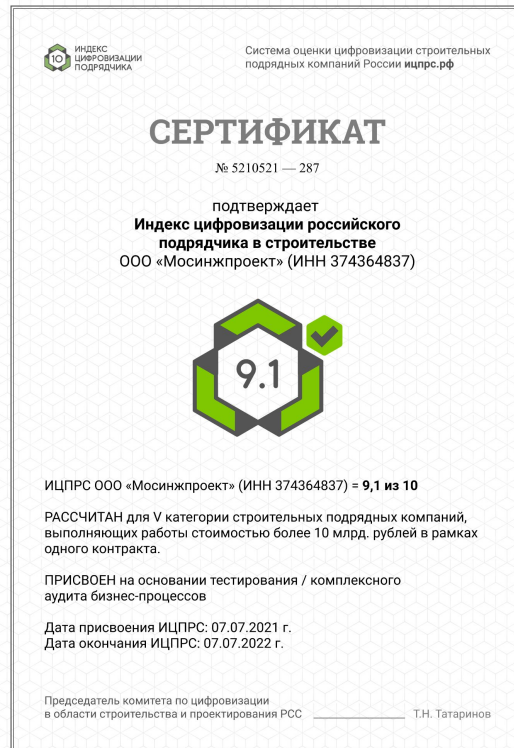 10
ИНДЕКС
ЦИФРОВИЗАЦИИ
ПОДРЯДЧИКА
Система оценки цифровизации строительных
подрядных компаний России ицпрс.рф
СЕРТИФИКАТ
№ 5210521 — 287
подтверждает
Индекс цифровизации российского
подрядчика в строительстве
ООО «Мосинжпроект» (ИНН 374364837)
9.1
ИЦПРС ООО «Мосинжпроект» (ИНН 374364837) = 9,1 из 10
РАССЧИТАН для V категории строительных подрядных компаний,
выполняющих работы стоимостью более 10 млрд. рублей в рамках
одного контракта.
ПРИСВОЕН на основании тестирования / комплексного
аудита бизнес-процессов
Дата присвоения ИЦПРС: 07.07.2021 г.
Дата окончания ИЦПРС: 07.07.2022 г.
Председатель комитета по цифровизации
в области строительства и проектирования РСС ________________ Т.Н. Татаринов